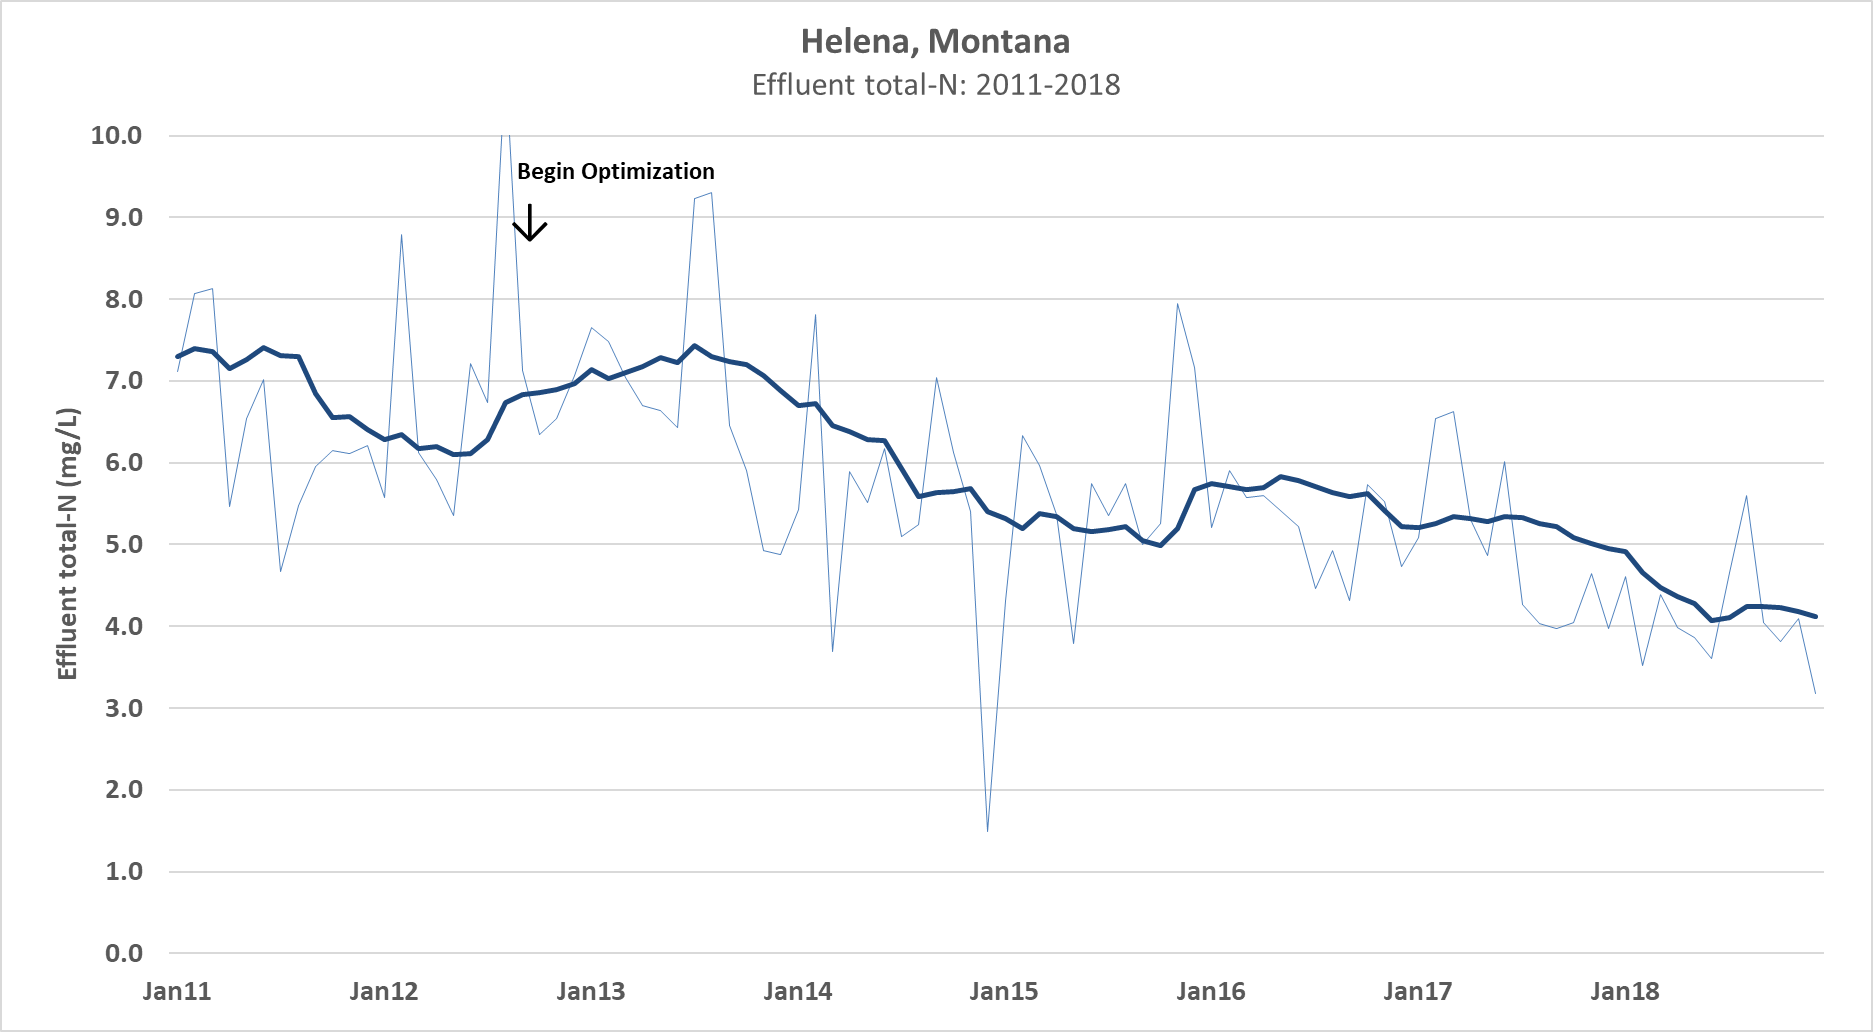 Helena, Montana
Effluent total-N: 2011-2018
Effluent total-N (mg/L)
10.0
9.0
8.0
7.0
6.0
5.0
4.0
3.0
2.0
1.0
0.0
Begin Optimization
Jan11 Jan12 Jan13 Jan14 Jan15 Jan16 Jan17 Jan18